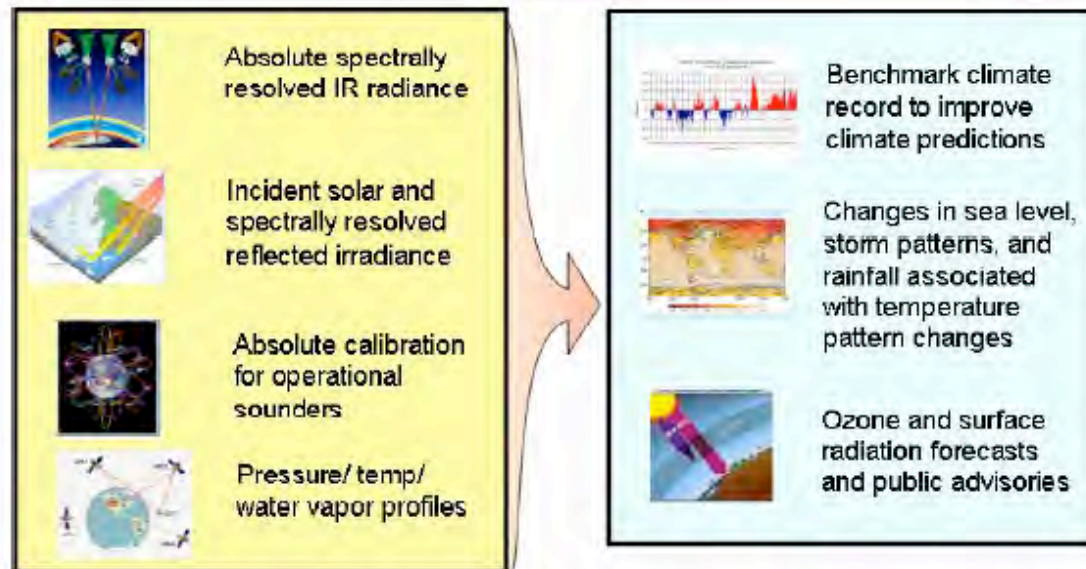 Absolute spectrally
resolved IR radiance
Incident solar and
spectrally resolved
reflected irradiance
Absolute calibration
for operational
sounders
Pressure/ temp/
water vapor profiles
Benchmark climate
record to improve
climate predictions
Changes in sea level,
storm patterns, and
rainfall associated
with temperature
pattern changes
Ozone and surface
radiation forecasts
and public advisories